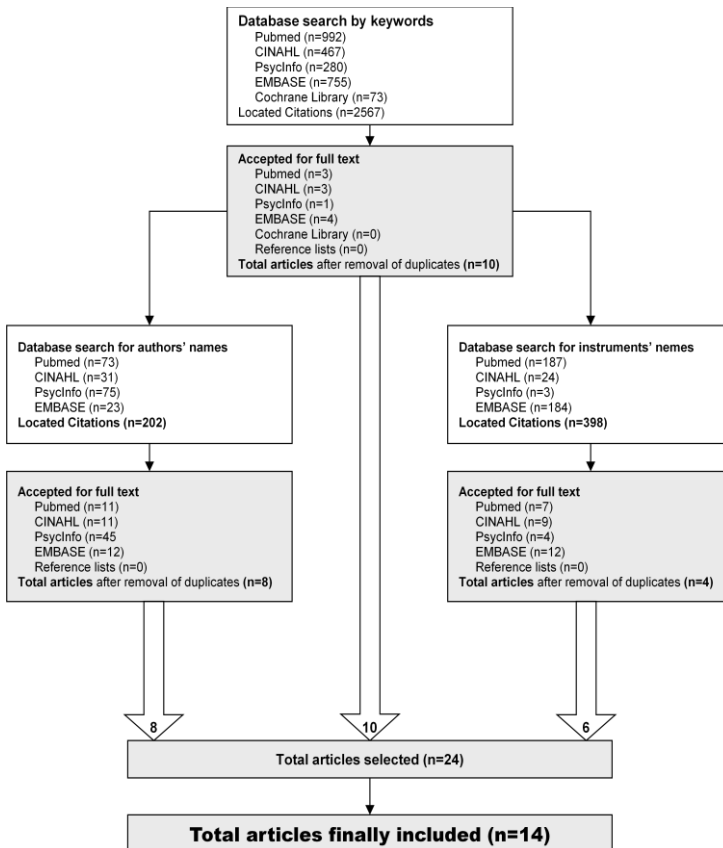 Database search by keywords
Pubmed (n=992)
CINAHL (n=467)
PsycInfo (n=280)
EMBASE (n=755)
Cochrane Library (n=73)
Located Citations (n=2567)
Accepted for full text
Pubmed (n=3)
CINAHL (n=3)
PsycInfo (n=1)
EMBASE (n=4)
Cochrane Library (n=0)
Reference lists (n=0)
Total articles after removal of duplicates (n=10)
Database search for authors' names
Pubmed (n=73)
CINAHL (n=31)
PsycInfo (n=75)
EMBASE (n=23)
Located Citations (n=202)
Database search for instruments' nemes
Pubmed (n=187)
CINAHL (n=24)
PsycInfo (n=3)
EMBASE (n=184)
Located Citations (n=398)
Accepted for full text
Pubmed (n=11)
CINAHL (n=11)
PsycInfo (n=45
EMBASE (n=12)
Reference lists (n=0)
Total articles after removal of duplicates (n=8)
Accepted for full text
Pubmed (n=7)
CINAHL (n=9)
PsycInfo (n=4)
EMBASE (n=12)
Reference lists (n=0)
Total articles after removal of duplicates (n=4)
8
10
6
Total articles selected (n=24)
Total articles finally included (n=14)